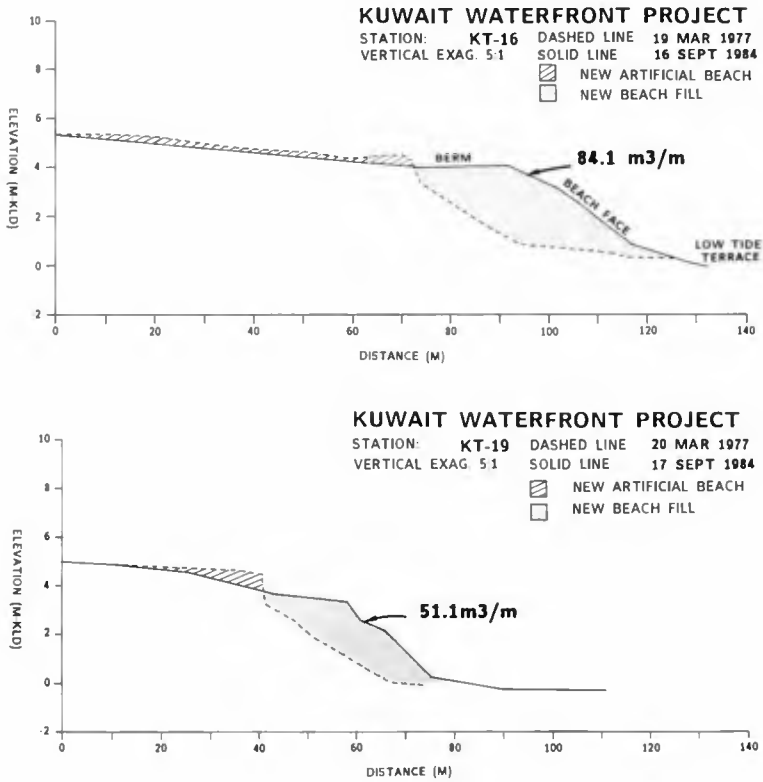 KUWAIT WATERFRONT PROJECT
STATION: KT-16 DASHED LINE 19 MAR 1977
VERTICAL EXAG. 5:1 SOLID LINE 16 SEPT 1984
NEW ARTIFICIAL BEACH
NEW BEACH FILL
ELEVATION (M-KLD)
10
8
6
4
2
0
2
BERM
84.1 m3/m
BEACH FACE
LOW TIDE
TERRACE
0 20 40 60 80 100 120 140
DISTANCE (M)
KUWAIT WATERFRONT PROJECT
STATION: KT-19 DASHED LINE 20 MAR 1977
VERTICAL EXAG. 5:1 SOLID LINE 17 SEPT 1984
NEW ARTIFICIAL BEACH
NEW BEACH FILL
ELEVATION (M-KLD)
10
8
6
4
2
0
-2
51.1m3/m
0 20 40 60 80 100 120 140
DISTANCE (M)